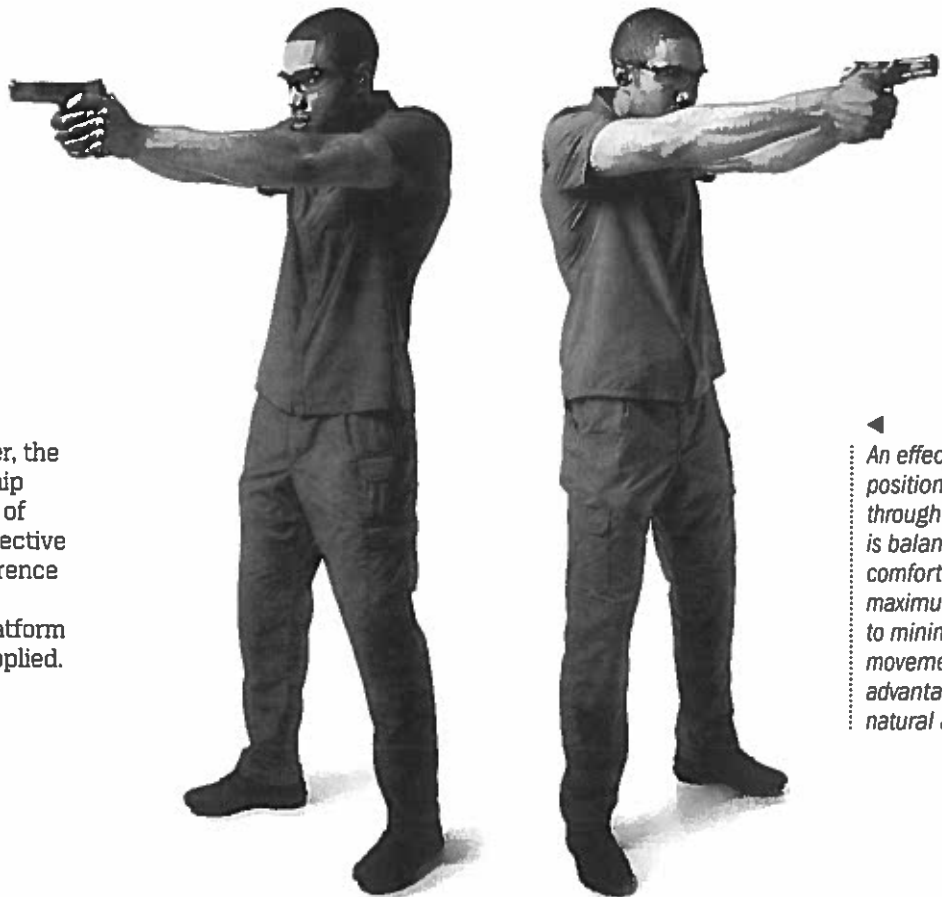 er, the
ip
of
ective
rence
atform
pplied.
An effec
position
through
is balan
comfort
maximu
to minin
moveme
advanta
natural a